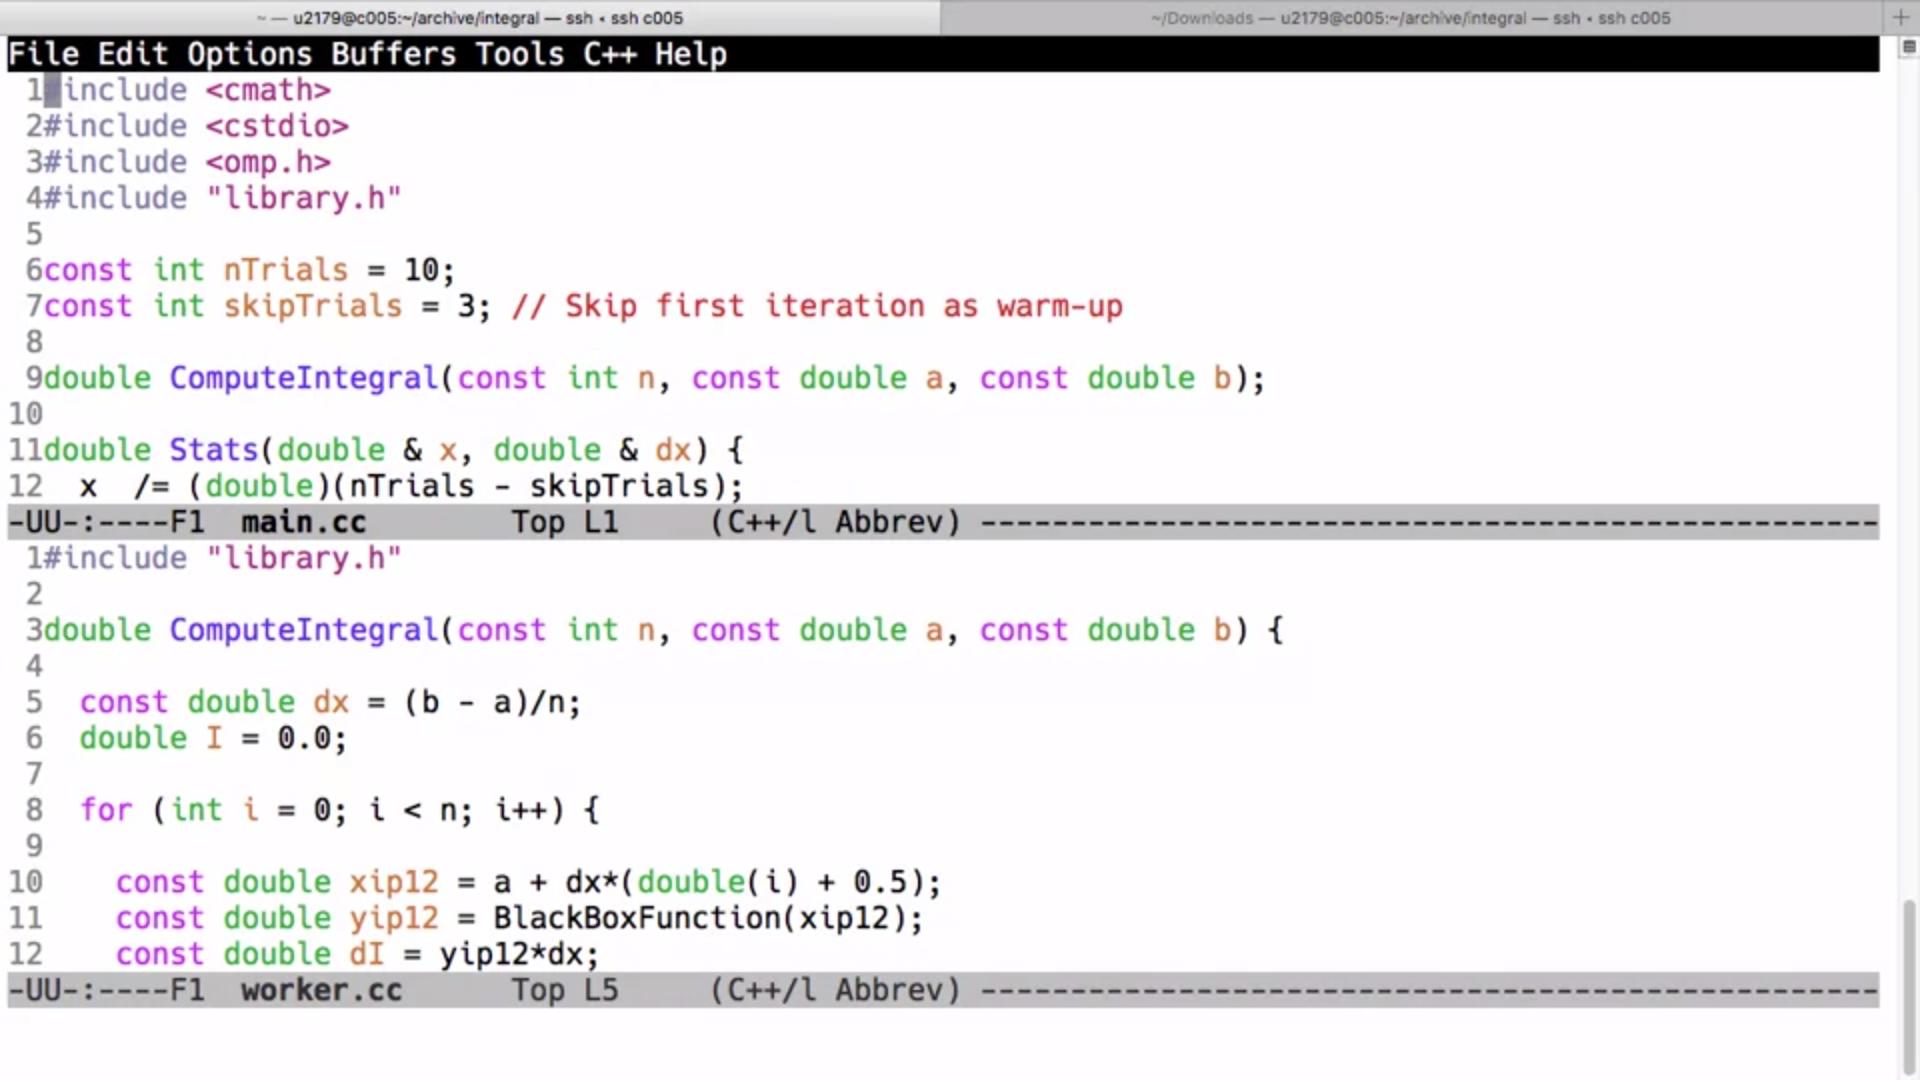 ~ — u2179@c005:~/archive/integral — ssh • ssh c005
~/Downloads — u2179@c005:~/archive/integral — ssh • ssh c005
File Edit Options Buffers Tools C++ Help
1#include <cmath>
2#include <cstdio>
3#include <omp.h>
4#include "library.h"
5
6const int nTrials = 10;
7const int skipTrials = 3; // Skip first iteration as warm-up
8
9double ComputeIntegral(const int n, const double a, const double b);
10
11double Stats(double & x, double & dx) {
12  x  /= (double)(nTrials - skipTrials);
-UU-:----F1  main.cc        Top L1     (C++/l Abbrev) --------------------------------------------------
1#include "library.h"
2
3double ComputeIntegral(const int n, const double a, const double b) {
4
5  const double dx = (b - a)/n;
6  double I = 0.0;
7
8  for (int i = 0; i < n; i++) {
9
10    const double xip12 = a + dx*(double(i) + 0.5);
11    const double yip12 = BlackBoxFunction(xip12);
12    const double dI = yip12*dx;
-UU-:----F1  worker.cc      Top L5     (C++/l Abbrev) --------------------------------------------------